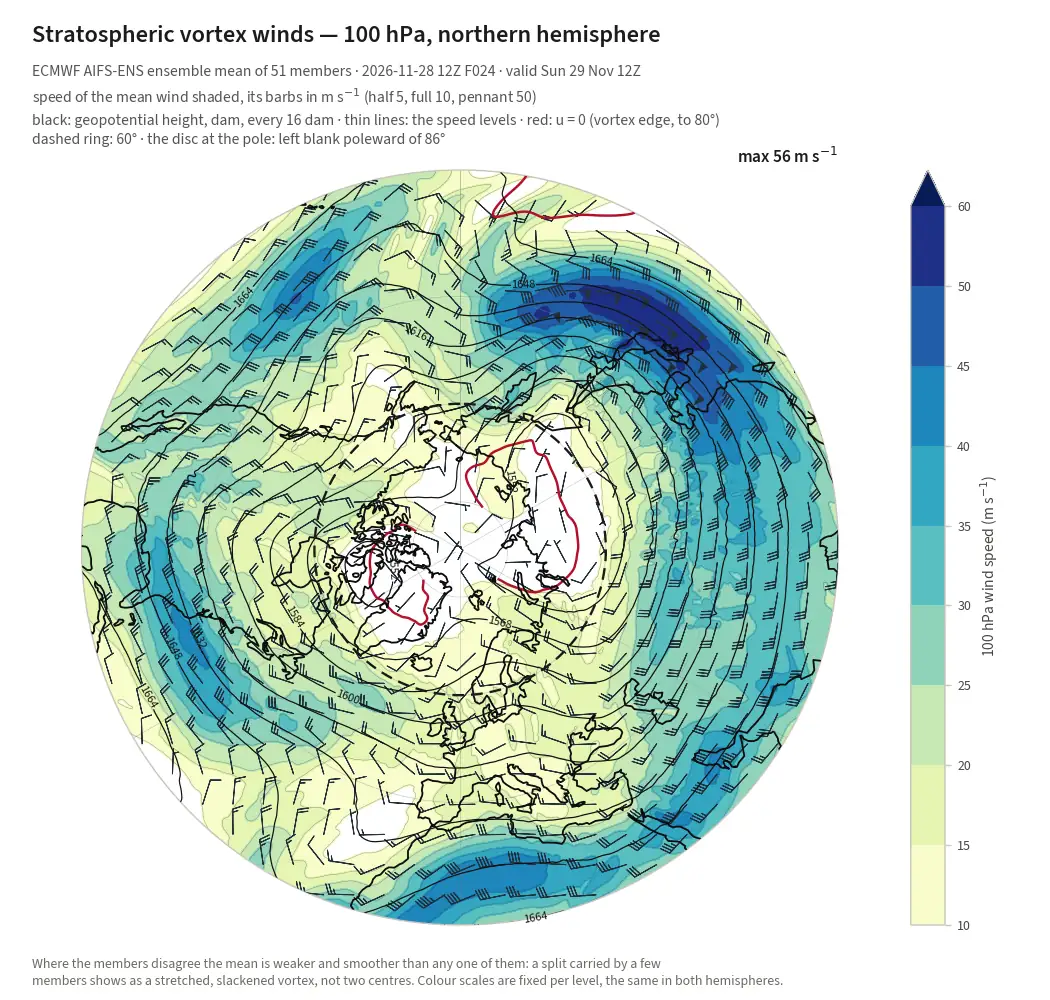 Stratospheric vortex winds — 100 hPa, northern hemisphere
ECMWF AIFS-ENS ensemble mean of 51 members · 2026-11-28 12Z F024 · valid Sun 29 Nov 12Z
speed of the mean wind shaded, its barbs in m s⁻¹ (half 5, full 10, pennant 50)
black: geopotential height, dam, every 16 dam · thin lines: the speed levels · red: u = 0 (vortex edge, to 80°)
dashed ring: 60° · the disc at the pole: left blank poleward of 86°
max 56 m s⁻¹
60
50
45
40
35
30
25
20
15
10
100 hPa wind speed (m s⁻¹)
1664
1648
1664
1616
1584
1568
1648
1600
1664
1664
Where the members disagree the mean is weaker and smoother than any one of them: a split carried by a few
members shows as a stretched, slackened vortex, not two centres. Colour scales are fixed per level, the same in both hemispheres.